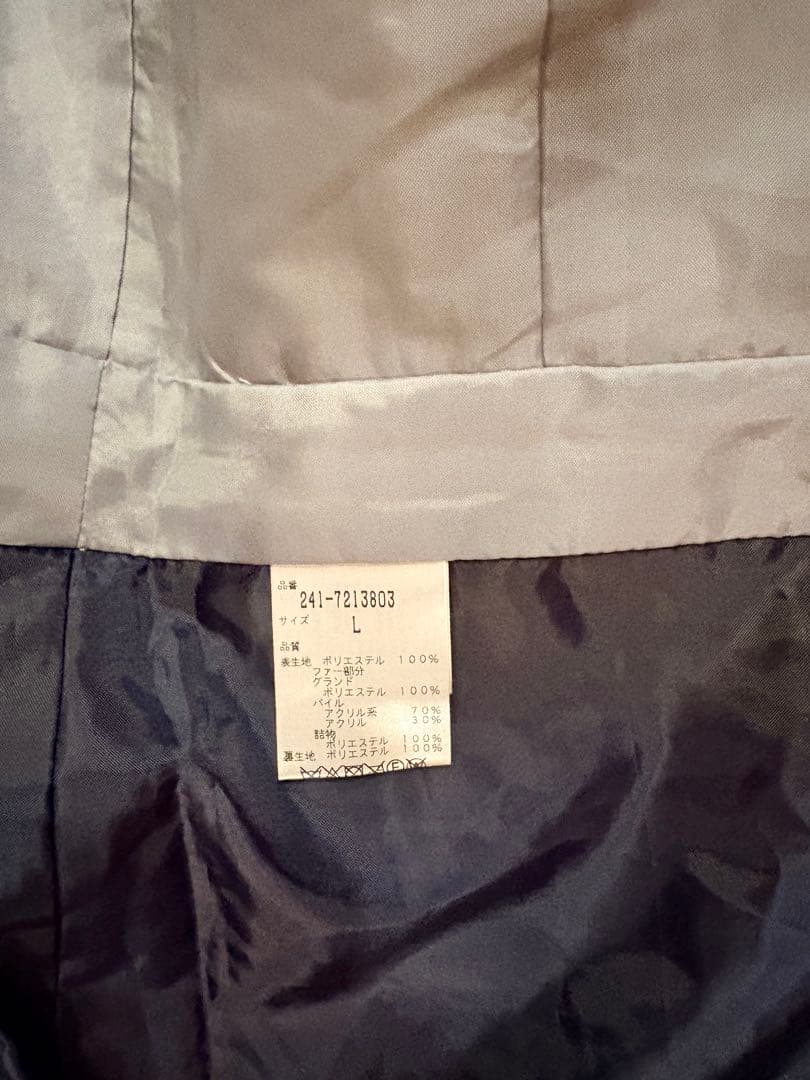 品番
241-7213803
サイズ
L
品質
表生地 ポリエステル 100%
ファー部分
グランド
ポリエステル 100%
パイル
アクリル系 70%
アクリル 30%
詰物
ポリエステル 100%
裏生地 ポリエステル 100%